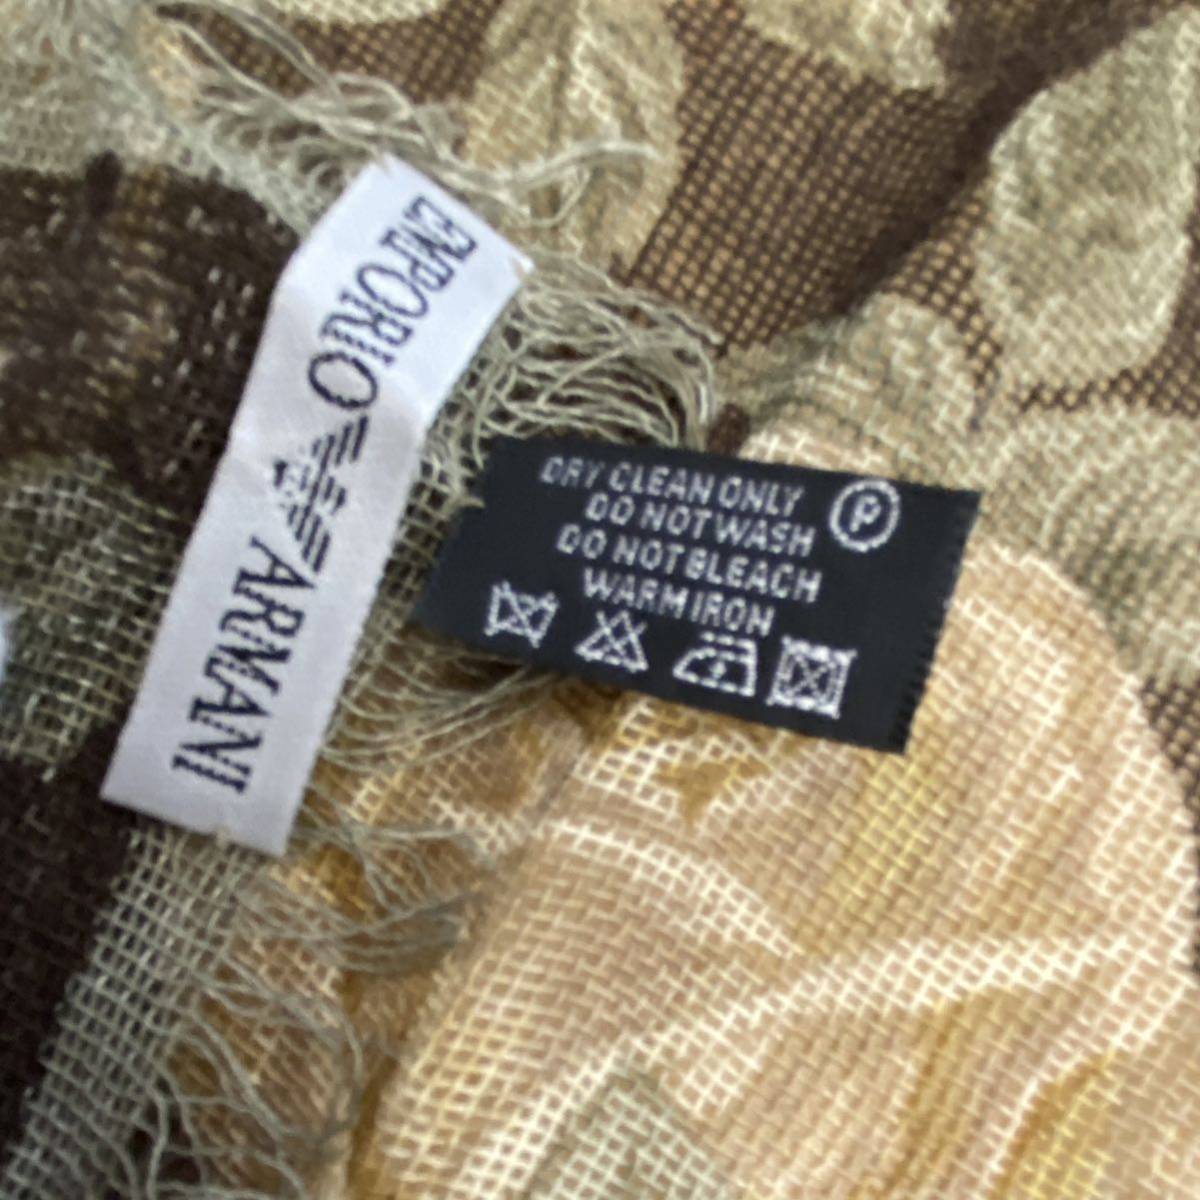 EMPORIO ARMANI
DRY CLEAN ONLY
DO NOT WASH
DO NOT BLEACH
WARM IRON
P